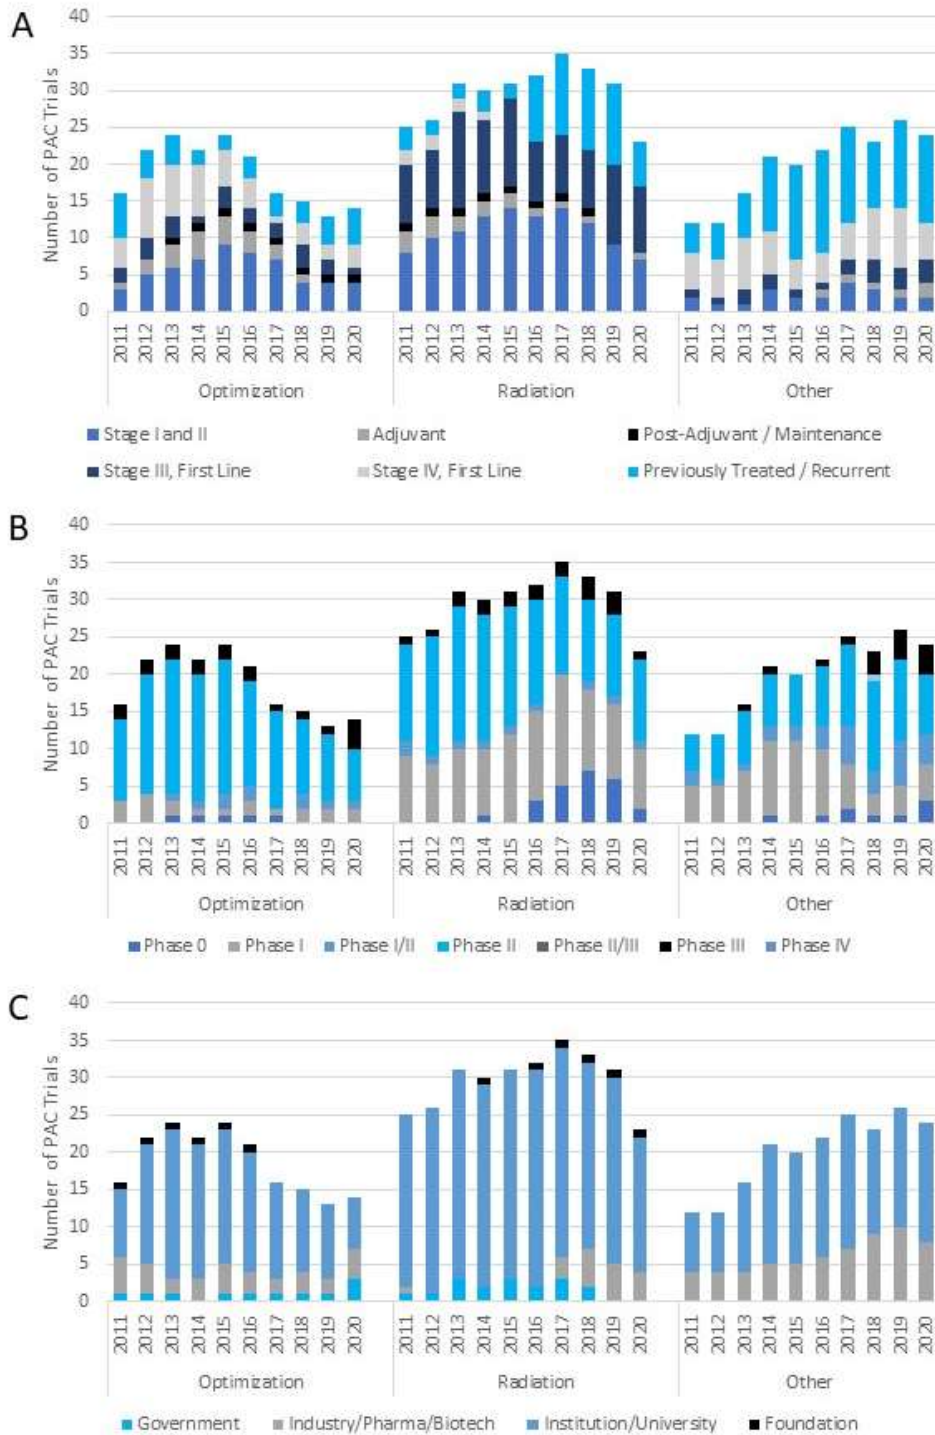 A
Number of PAC Trials
40
35
30
25
20
15
10
5
0
2011 2012 2013 2014 2015 2016 2017 2018 2019 2020 2011 2012 2013 2014 2015 2016 2017 2018 2019 2020 2011 2012 2013 2014 2015 2016 2017 2018 2019 2020
Optimization Radiation Other
Stage I and II Adjuvant Post-Adjuvant / Maintenance
Stage III, First Line Stage IV, First Line Previously Treated / Recurrent
B
Number of PAC Trials
40
35
30
25
20
15
10
5
0
2011 2012 2013 2014 2015 2016 2017 2018 2019 2020 2011 2012 2013 2014 2015 2016 2017 2018 2019 2020 2011 2012 2013 2014 2015 2016 2017 2018 2019 2020
Optimization Radiation Other
Phase 0 Phase I Phase I/II Phase II Phase II/III Phase III Phase IV
C
Number of PAC Trials
40
35
30
25
20
15
10
5
0
2011 2012 2013 2014 2015 2016 2017 2018 2019 2020 2011 2012 2013 2014 2015 2016 2017 2018 2019 2020 2011 2012 2013 2014 2015 2016 2017 2018 2019 2020
Optimization Radiation Other
Government Industry/Pharma/Biotech Institution/University Foundation